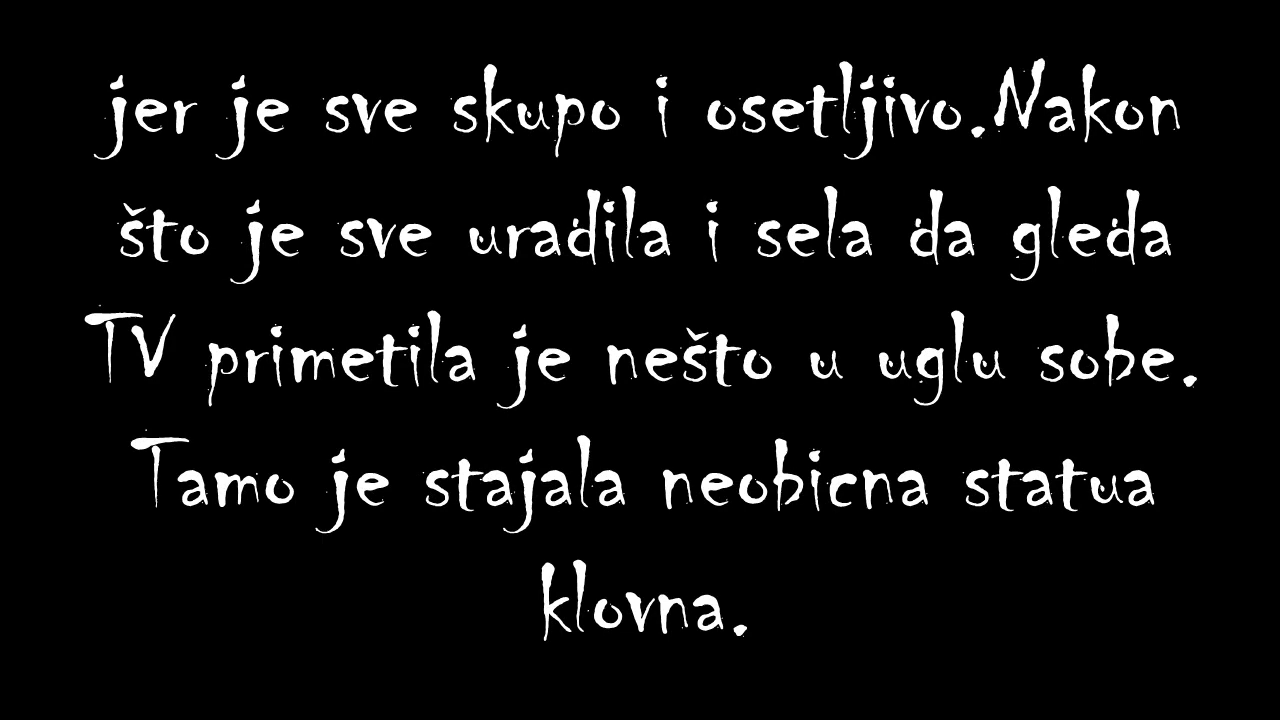 jer je sve skupo i osetljivo.Nakon
što je sve uradila i sela da gleda
TV primetila je nešto u uglu sobe.
Tamo je stajala neobicna statua
klovna.